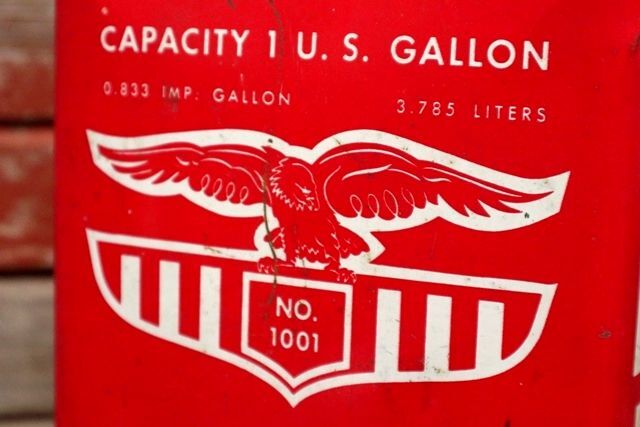 CAPACITY 1 U. S. GALLON
0.833 IMP. GALLON
3.785 LITERS
NO.
1001